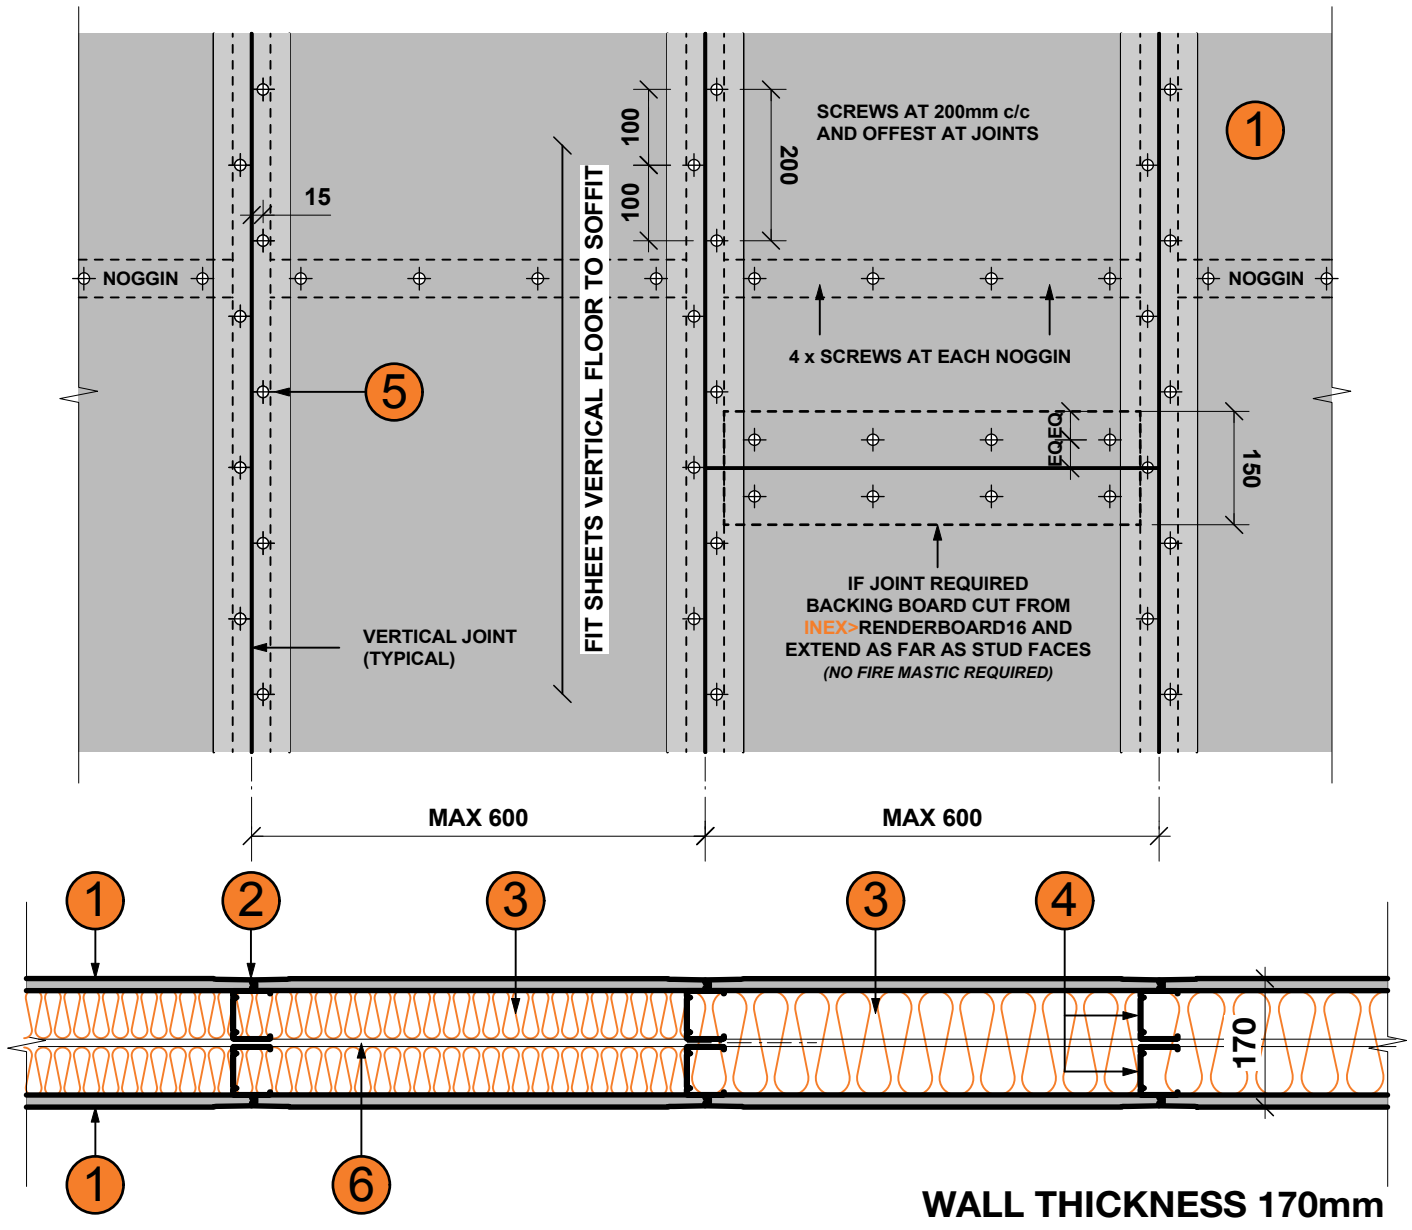 SCREWS AT 200mm c/c
AND OFFEST AT JOINTS
1
100
100
200
15
FIT SHEETS VERTICAL FLOOR TO SOFFIT
NOGGIN
NOGGIN
4 x SCREWS AT EACH NOGGIN
5
EQ
EQ
150
IF JOINT REQUIRED
BACKING BOARD CUT FROM
INEX>RENDERBOARD16 AND
EXTEND AS FAR AS STUD FACES
(NO FIRE MASTIC REQUIRED)
VERTICAL JOINT
(TYPICAL)
MAX 600
MAX 600
1
2
3
3
4
170
1
6
WALL THICKNESS 170mm